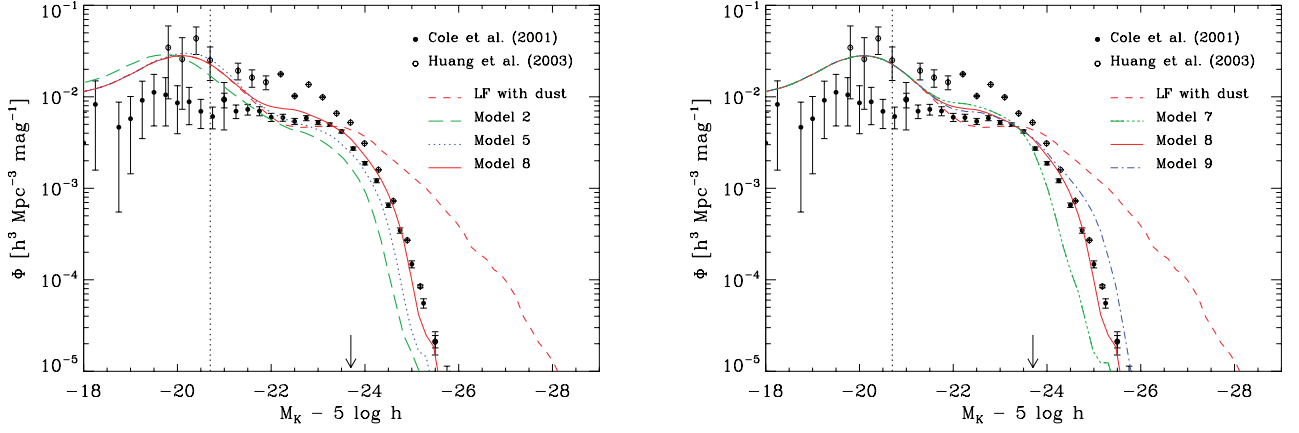 10⁻¹
10⁻²
10⁻³
10⁻⁴
10⁻⁵
Φ [h³ Mpc⁻³ mag⁻¹]
Cole et al. (2001)
Huang et al. (2003)
LF with dust
Model 2
Model 5
Model 8
−18 −20 −22 −24 −26 −28
M_K − 5 log h
10⁻¹
10⁻²
10⁻³
10⁻⁴
10⁻⁵
Φ [h³ Mpc⁻³ mag⁻¹]
Cole et al. (2001)
Huang et al. (2003)
LF with dust
Model 7
Model 8
Model 9
−18 −20 −22 −24 −26 −28
M_K − 5 log h